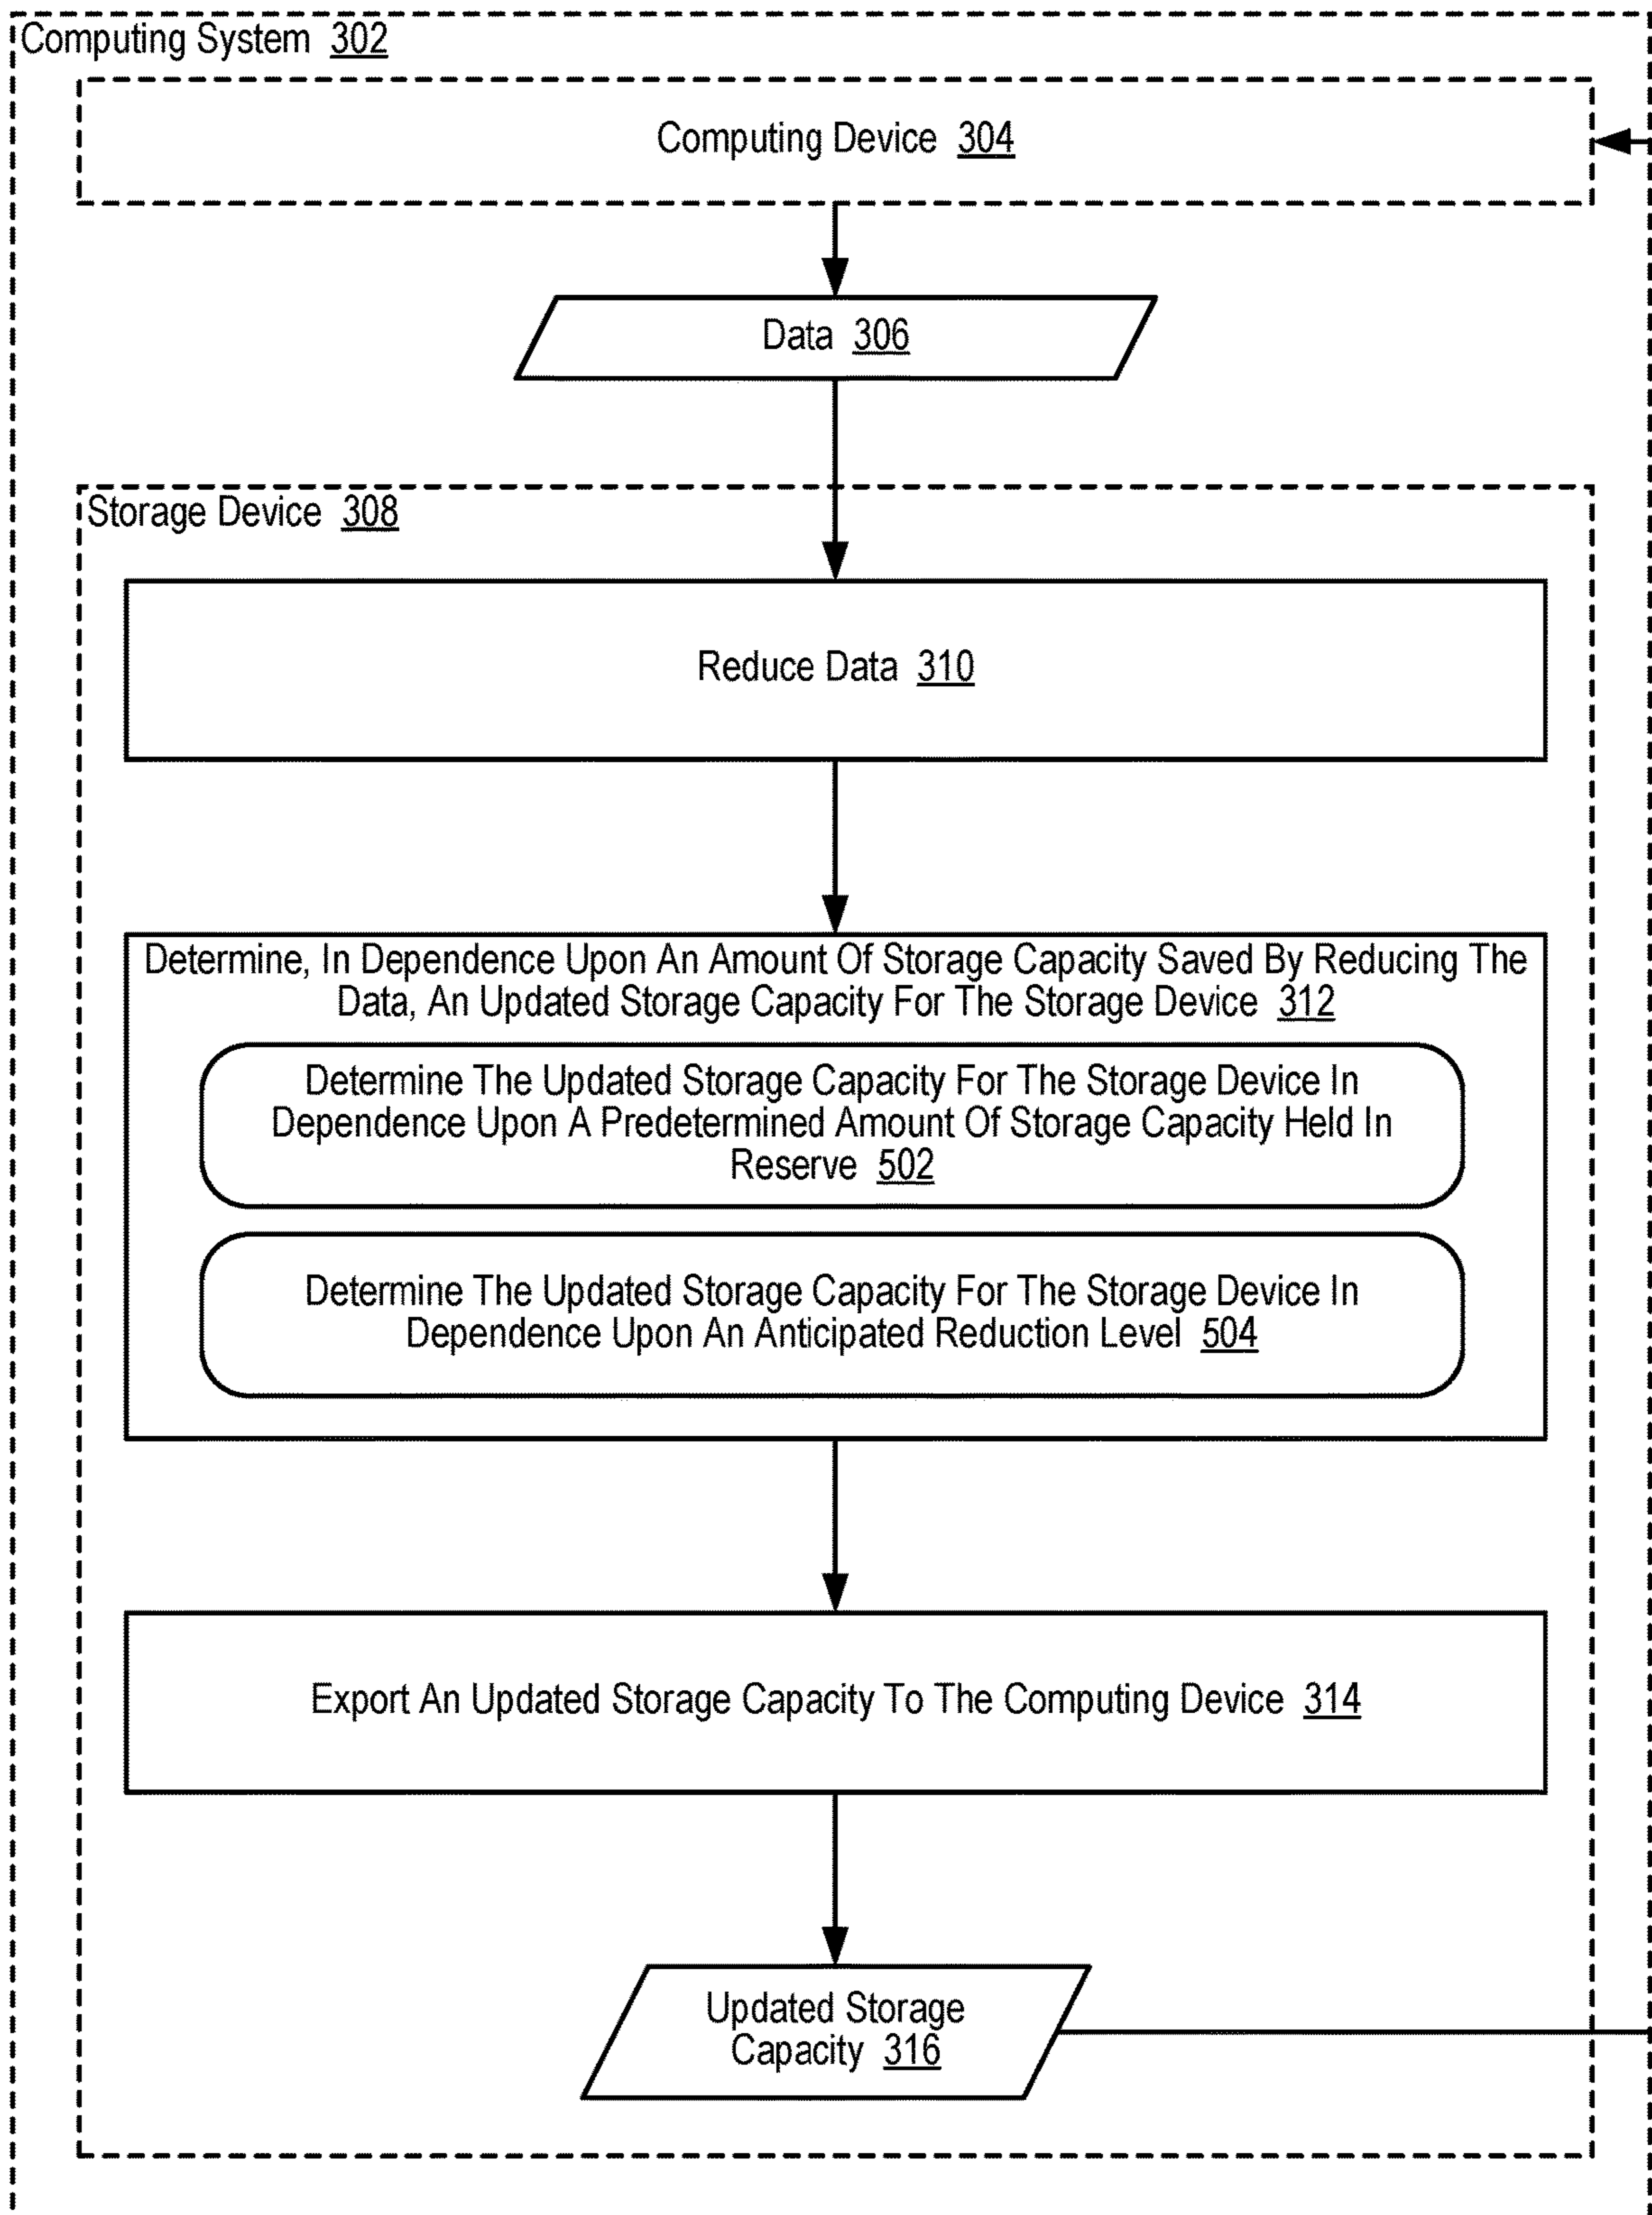 Computing System 302
Computing Device 304
Data 306
Storage Device 308
Reduce Data 310
Determine, In Dependence Upon An Amount Of Storage Capacity Saved By Reducing The
Data, An Updated Storage Capacity For The Storage Device 312
Determine The Updated Storage Capacity For The Storage Device In
Dependence Upon A Predetermined Amount Of Storage Capacity Held In
Reserve 502
Determine The Updated Storage Capacity For The Storage Device In
Dependence Upon An Anticipated Reduction Level 504
Export An Updated Storage Capacity To The Computing Device 314
Updated Storage
Capacity 316